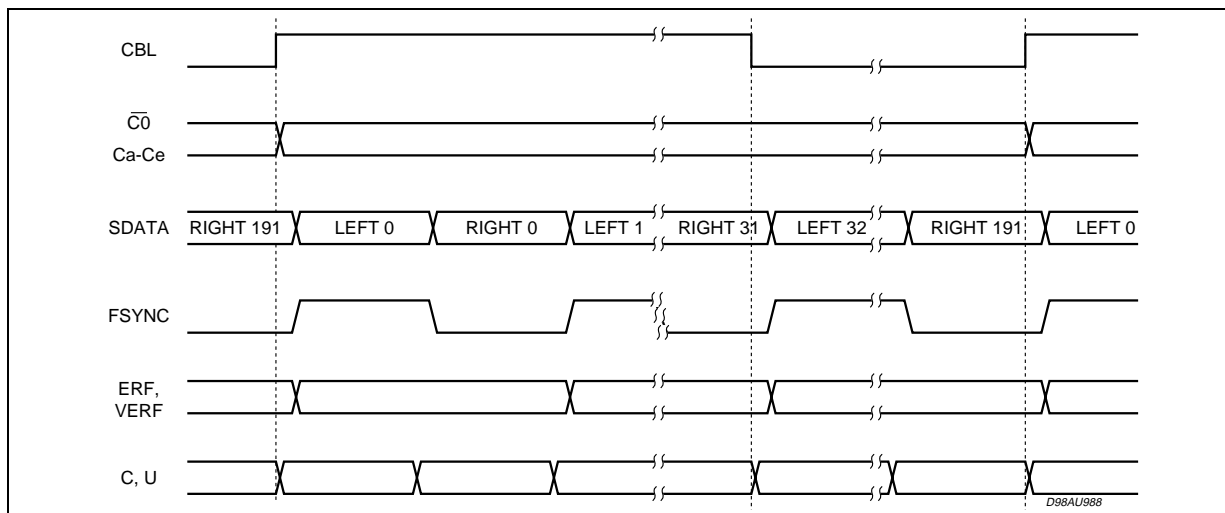 CBL
C̅0̅
Ca-Ce
SDATA RIGHT 191 LEFT 0 RIGHT 0 LEFT 1 RIGHT 31 LEFT 32 RIGHT 191 LEFT 0
FSYNC
ERF,
VERF
C, U
D98AU988